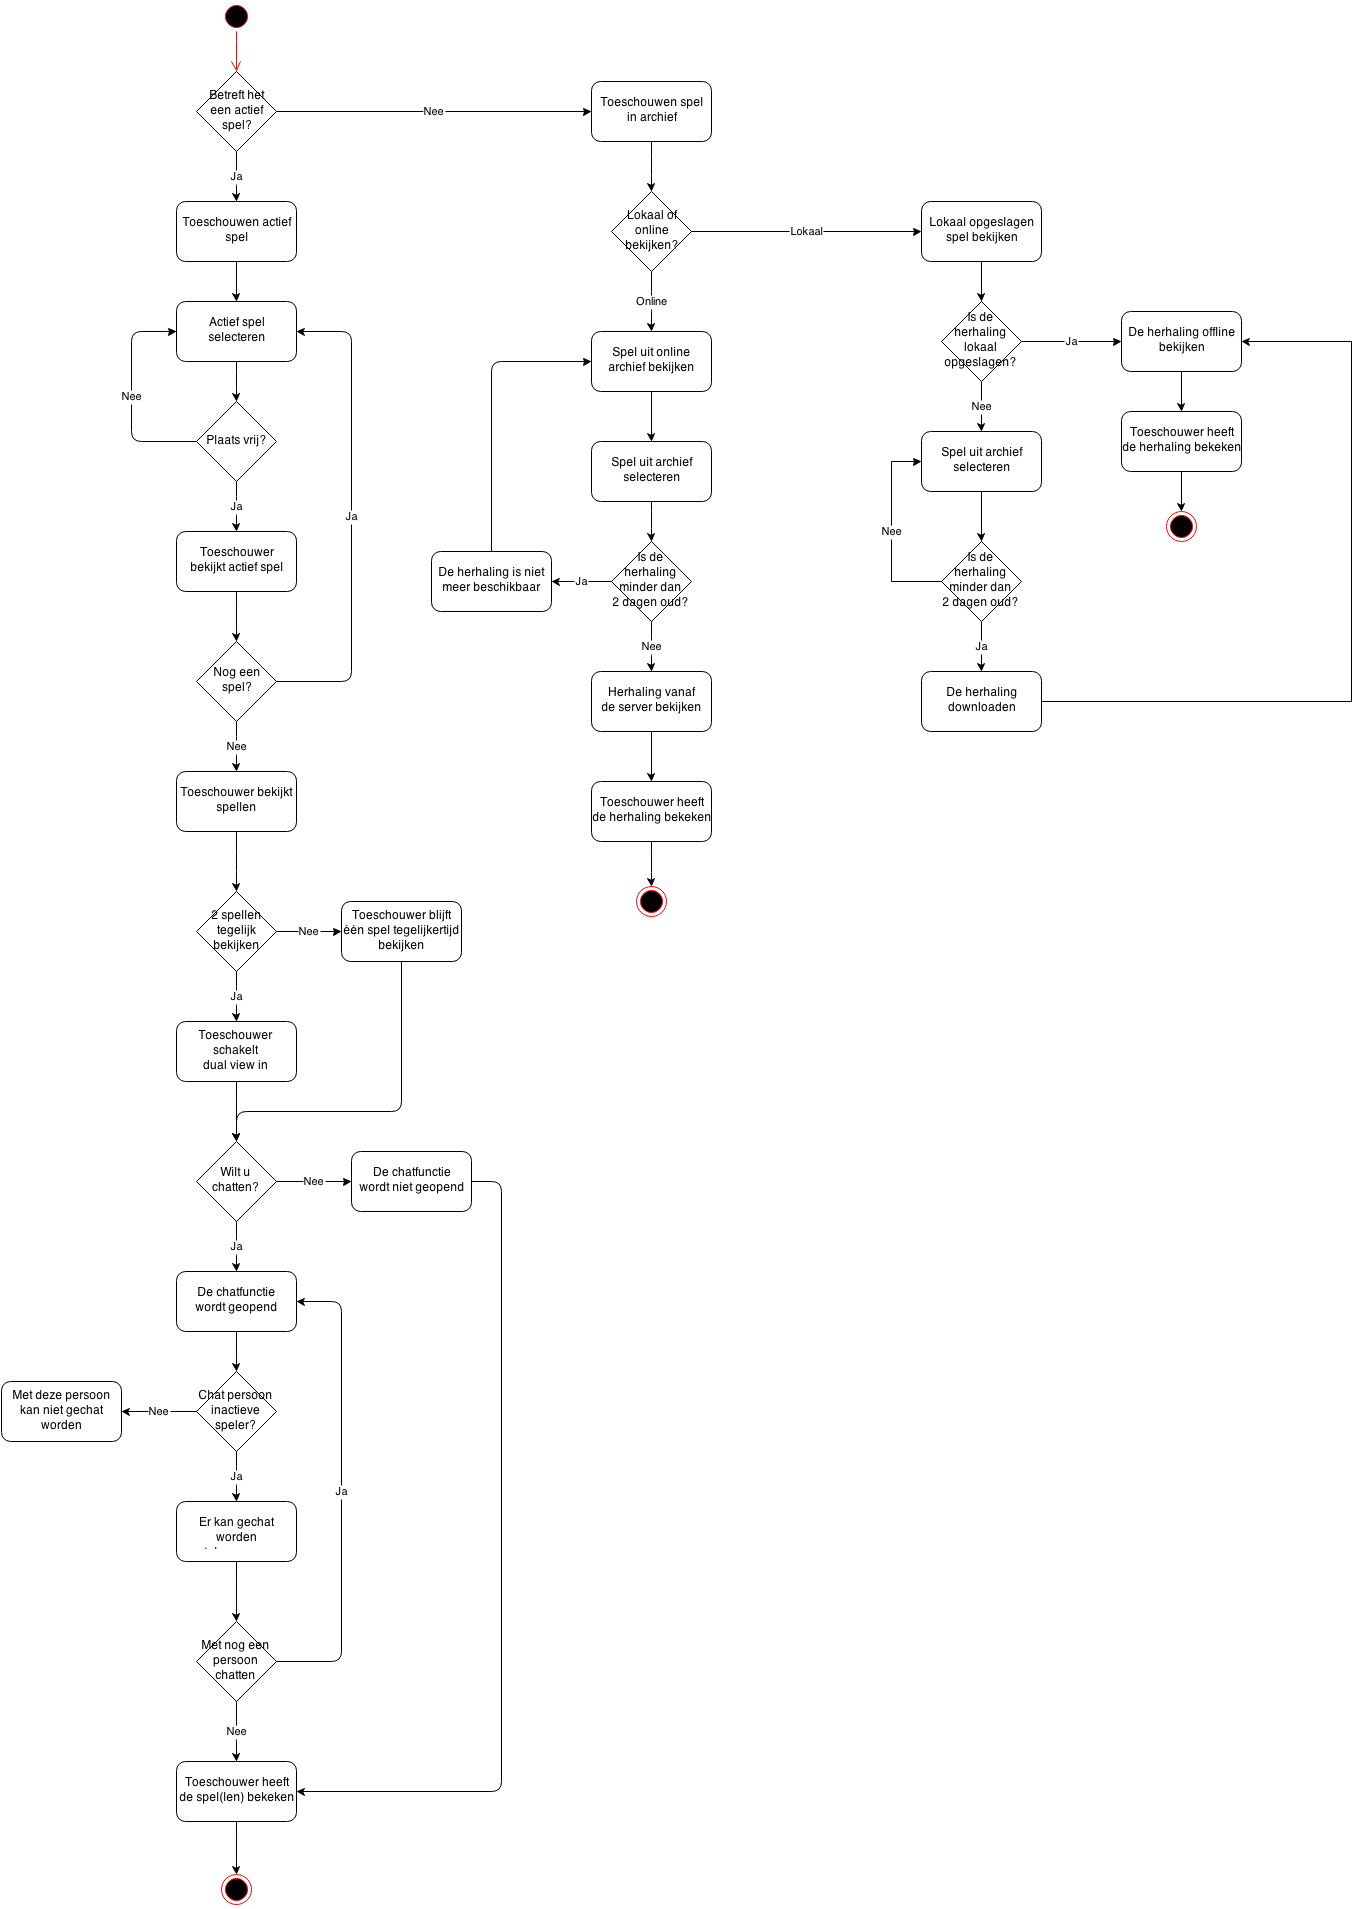 Betreft het
een actief
spel?
Nee
Ja
Toeschouwen actief
spel
Actief spel
selecteren
Nee
Plaats vrij?
Ja
Ja
Toeschouwer
bekijkt actief spel
Nog een
spel?
Nee
Toeschouwer bekijkt
spellen
2 spellen
tegelijk
bekijken
Nee
Toeschouwer blijft
één spel tegelijkertijd
bekijken
Ja
Toeschouwer
schakelt
dual view in
Wilt u
chatten?
Nee
De chatfunctie
wordt niet geopend
Ja
De chatfunctie
wordt geopend
Chat persoon
inactieve
speler?
Nee
Met deze persoon
kan niet gechat
worden
Ja
Ja
Er kan gechat
worden
Met nog een
persoon
chatten
Nee
Toeschouwer heeft
de spel(len) bekeken
Toeschouwen spel
in archief
Lokaal of
online
bekijken?
Lokaal
Online
Spel uit online
archief bekijken
Spel uit archief
selecteren
Is de
herhaling
minder dan
2 dagen oud?
Ja
De herhaling is niet
meer beschikbaar
Nee
Herhaling vanaf
de server bekijken
Toeschouwer heeft
de herhaling bekeken
Lokaal opgeslagen
spel bekijken
Is de
herhaling
lokaal
opgeslagen?
Ja
De herhaling offline
bekijken
Toeschouwer heeft
de herhaling bekeken
Nee
Spel uit archief
selecteren
Nee
Is de
herhaling
minder dan
2 dagen oud?
Ja
De herhaling
downloaden